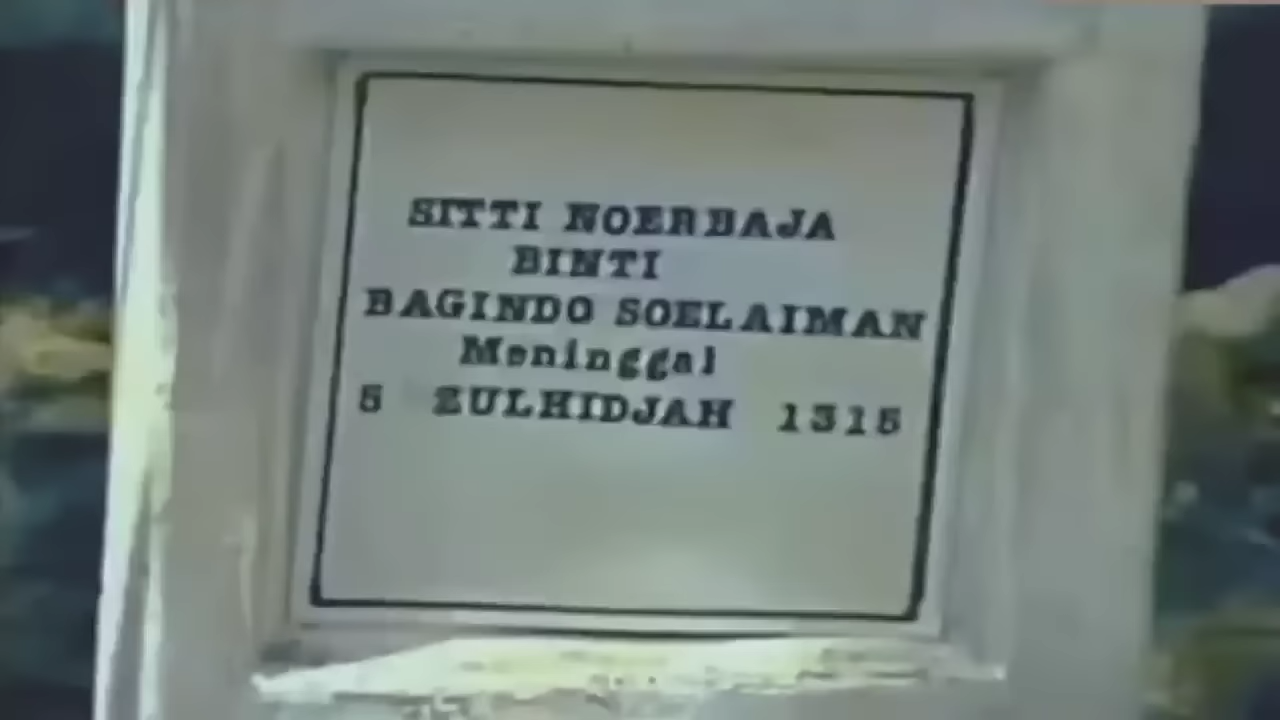 SITTI NOERBAJA
BINTI
BAGINDO SOELAIMAN
Meninggal
5 ZULHIDJAH 1315